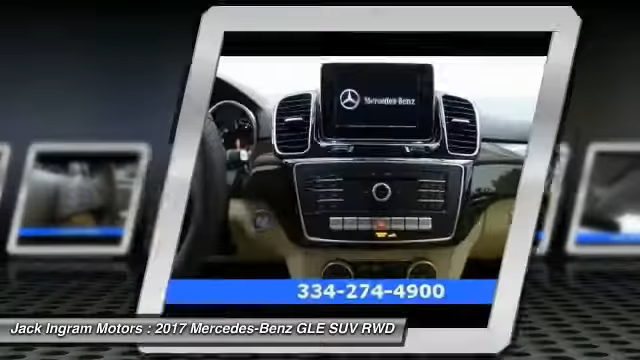 Mercedes-Benz
334-274-4900
Jack Ingram Motors : 2017 Mercedes-Benz GLE SUV RWD